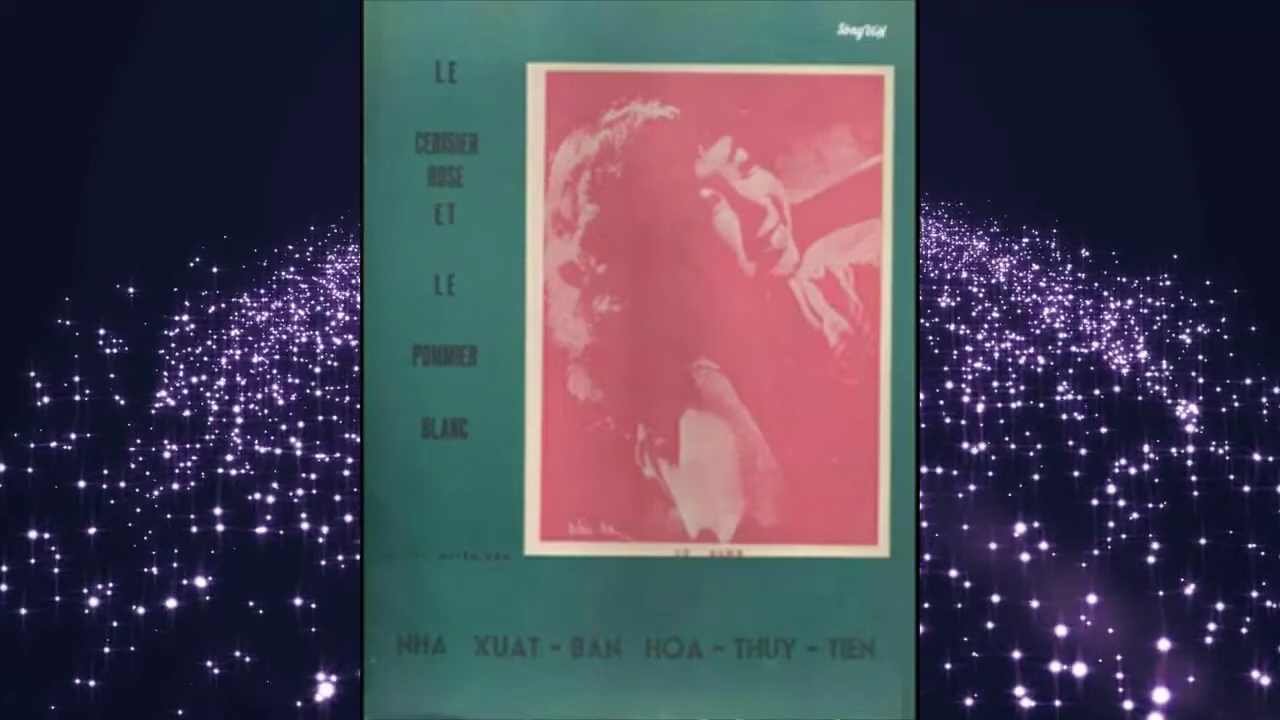 LE
CERISIER
ROSE
ET
LE
POMMIER
BLANC
NHA XUAT - BAN HOA - THUY - TIEN